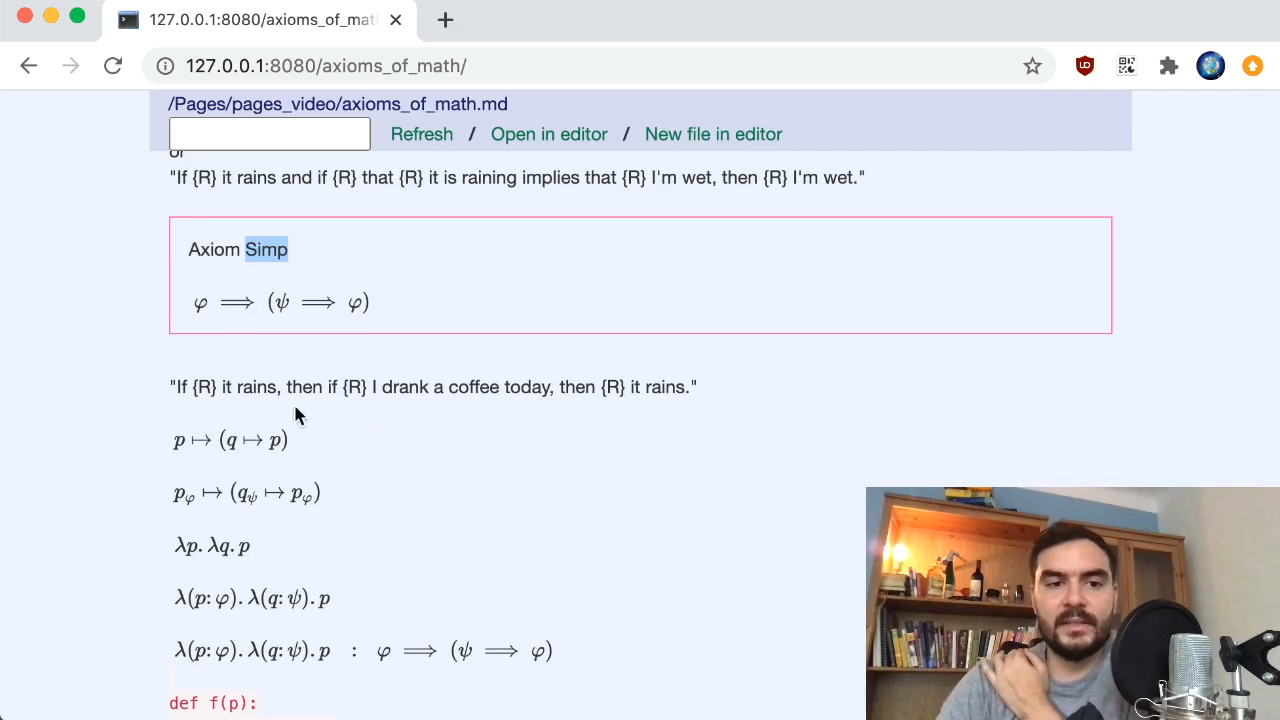 127.0.0.1:8080/axioms_of_mat
127.0.0.1:8080/axioms_of_math/
/Pages/pages_video/axioms_of_math.md
Refresh / Open in editor / New file in editor
or
"If {R} it rains and if {R} that {R} it is raining implies that {R} I'm wet, then {R} I'm wet."
Axiom Simp
φ ⟹ (ψ ⟹ φ)
"If {R} it rains, then if {R} I drank a coffee today, then {R} it rains."
p ↦ (q ↦ p)
p_φ ↦ (q_ψ ↦ p_φ)
λp. λq. p
λ(p: φ). λ(q: ψ). p
λ(p: φ). λ(q: ψ). p : φ ⟹ (ψ ⟹ φ)
def f(p):